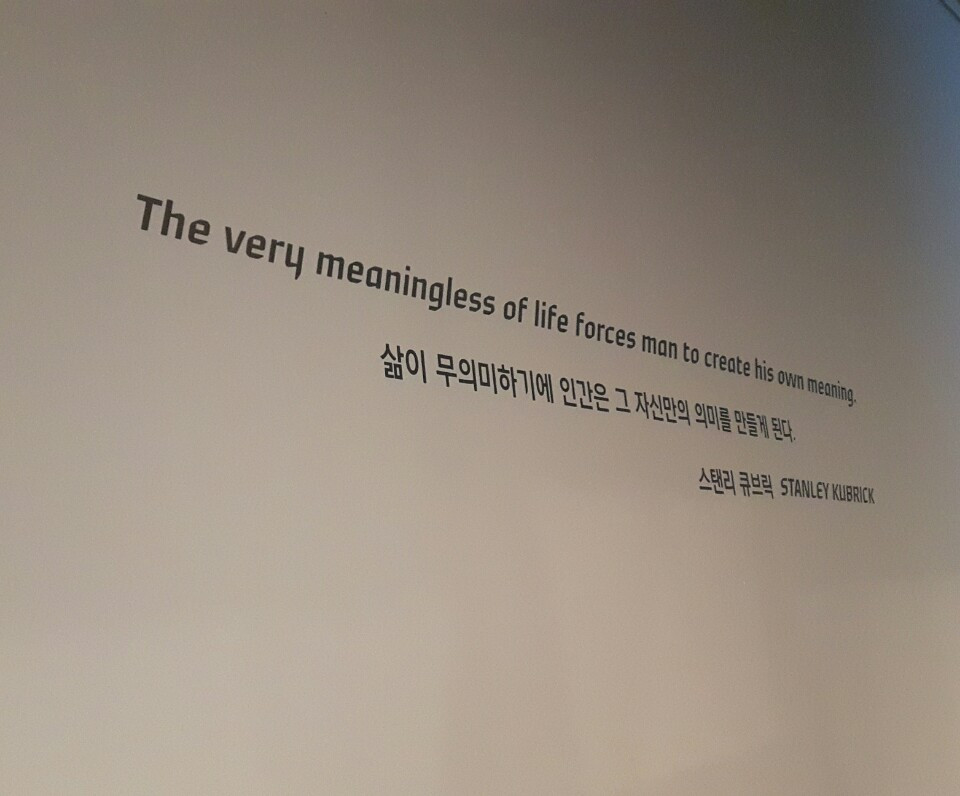 The very meaningless of life forces man to create his own meaning.
삶이 무의미하기에 인간은 그 자신만의 의미를 만들게 된다.
스탠리 큐브릭 STANLEY KUBRICK